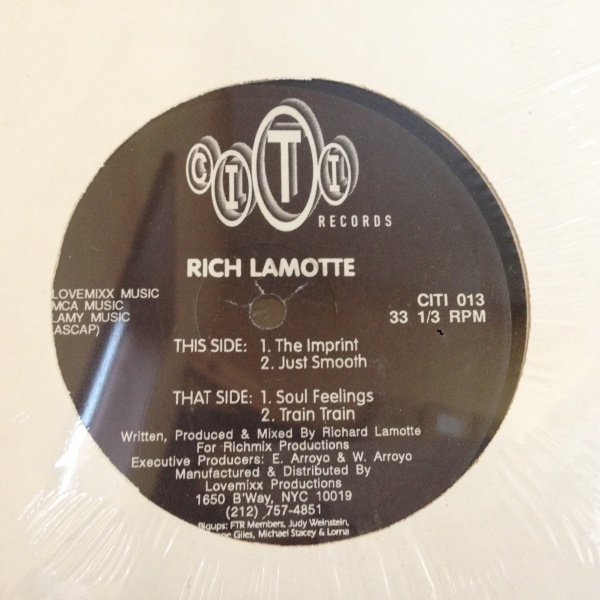 CITI
RECORDS
RICH LAMOTTE
LOVEMIXX MUSIC
MCA MUSIC
LAMY MUSIC
(ASCAP)
CITI 013
33 1/3 RPM
THIS SIDE: 1. The Imprint
2. Just Smooth
THAT SIDE: 1. Soul Feelings
2. Train Train
Written, Produced & Mixed By Richard Lamotte
For Richmix Productions
Executive Producers: E. Arroyo & W. Arroyo
Manufactured & Distributed By
Lovemixx Productions
1650 B'Way, NYC 10019
(212) 757-4851
Bigups: FTR Members, Judy Weinstein,
Giles, Michael Stacey & Lorna